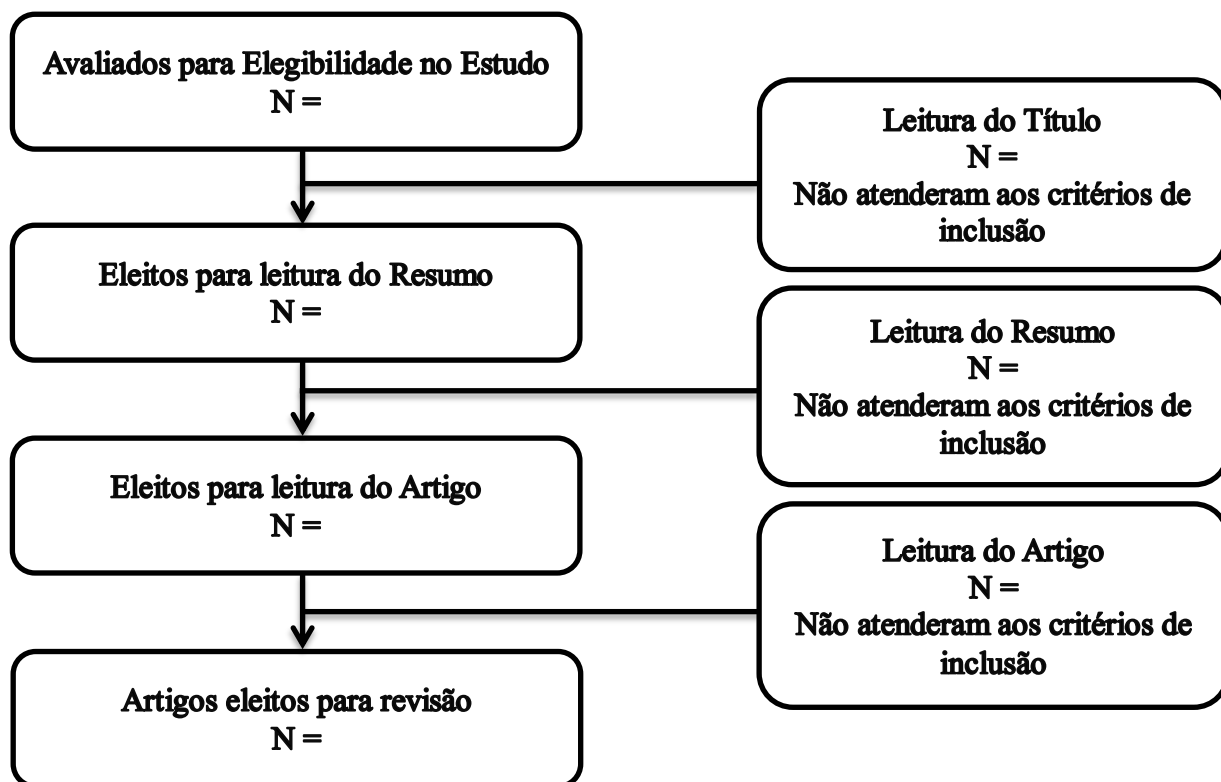 Avaliados para Elegibilidade no Estudo
N =
Leitura do Título
N =
Não atenderam aos critérios de
inclusão
Eleitos para leitura do Resumo
N =
Leitura do Resumo
N =
Não atenderam aos critérios de
inclusão
Eleitos para leitura do Artigo
N =
Leitura do Artigo
N =
Não atenderam aos critérios de
inclusão
Artigos eleitos para revisão
N =